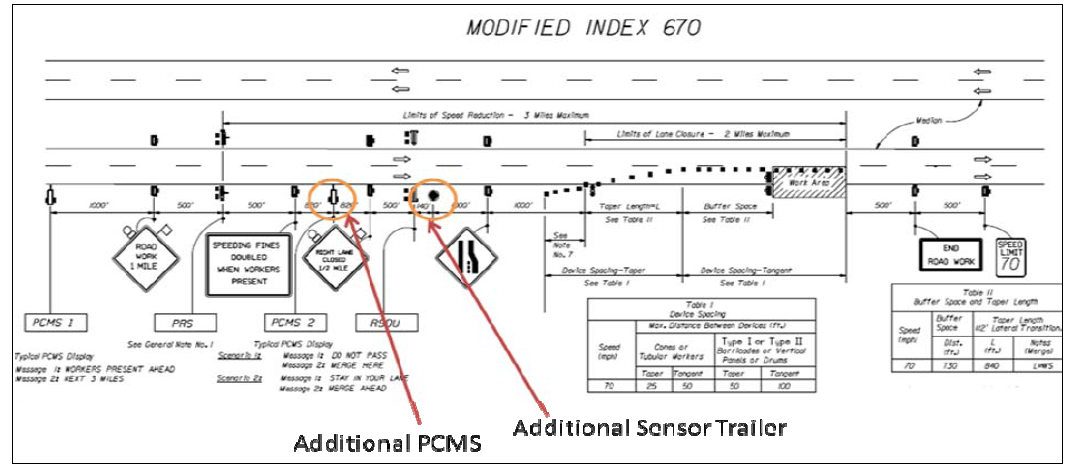 MODIFIED INDEX 670
Limits of Speed Reduction - 3 Miles Maximum
Limits of Lane Closure - 2 Miles Maximum
Median
Work Area
1000'
500'
500'
500'
1000'
Taper Length=L
See Table II
Buffer Space
See Table II
500'
500'
See
Note
No. 7
Device Spacing-Taper
See Table I
Device Spacing-Tangent
See Table I
ROAD
WORK
1 MILE
SPEEDING FINES
DOUBLED
WHEN WORKERS
PRESENT
RIGHT LANE
CLOSED
1/2 MILE
END
ROAD WORK
SPEED
LIMIT
70
PCMS 1
PRS
PCMS 2
RSDU
See General Note No. 1
Typical PCMS Display
Message 1: WORKERS PRESENT AHEAD
Message 2: NEXT 3 MILES
Typical PCMS Display
Scenario 1: Message 1: DO NOT PASS
Message 2: MERGE HERE
Scenario 2: Message 1: STAY IN YOUR LANE
Message 2: MERGE AHEAD
Table I
Device Spacing
Speed
(mph)
Max. Distance Between Devices (ft.)
Cones or
Tubular Markers
Type I or Type II
Barricades or Vertical
Panels or Drums
Taper Tangent Taper Tangent
70 25 50 50 100
Table II
Buffer Space and Taper Length
Speed
(mph)
Buffer
Space
Taper Length
(12' Lateral Transition)
Dist.
(ft.)
L
(ft.)
Notes
(Merge)
70 730 840
Additional PCMS
Additional Sensor Trailer